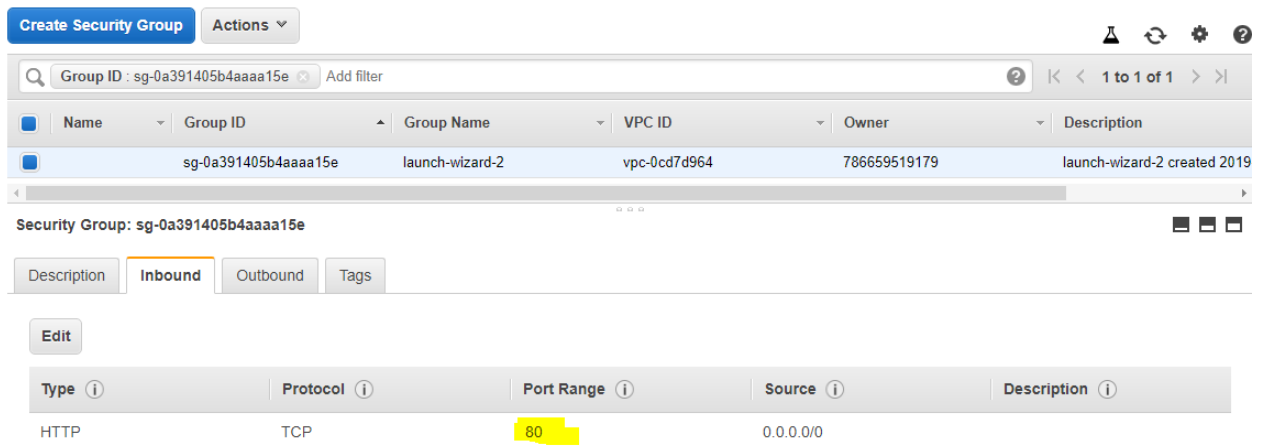 Create Security Group Actions
Group ID : sg-0a391405b4aaaa15e Add filter 1 to 1 of 1
Name Group ID Group Name VPC ID Owner Description
sg-0a391405b4aaaa15e launch-wizard-2 vpc-0cd7d964 786659519179 launch-wizard-2 created 2019
Security Group: sg-0a391405b4aaaa15e
Description Inbound Outbound Tags
Edit
Type Protocol Port Range Source Description
HTTP TCP 80 0.0.0.0/0